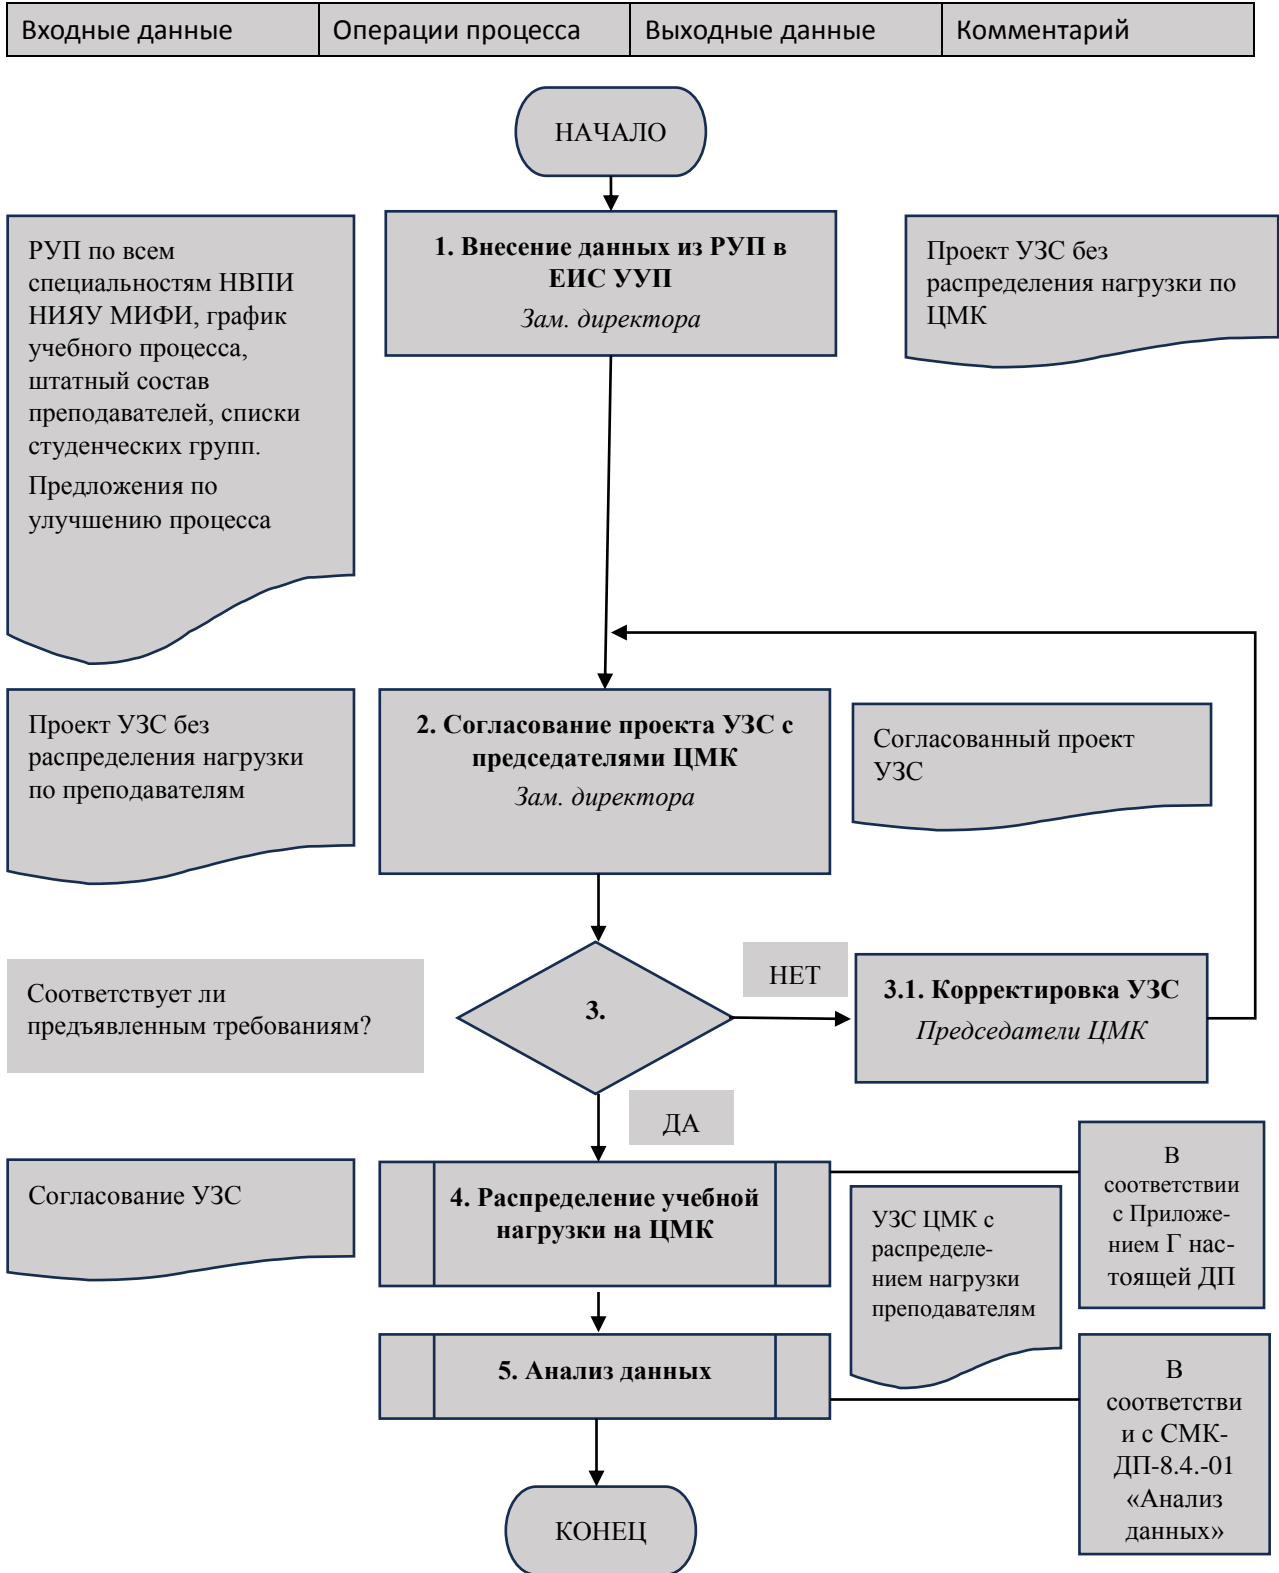 Входные данные
Операции процесса
Выходные данные
Комментарий
НАЧАЛО
РУП по всем
специальностям НВПИ
НИЯУ МИФИ, график
учебного процесса,
штатный состав
преподавателей, списки
студенческих групп.
Предложения по
улучшению процесса
1. Внесение данных из РУП в
ЕИС УУП
Зам. директора
Проект УЗС без
распределения нагрузки по
ЦМК
Проект УЗС без
распределения нагрузки
по преподавателям
2. Согласование проекта УЗС с
председателями ЦМК
Зам. директора
Согласованный проект
УЗС
Соответствует ли
предъявленным требованиям?
3.
НЕТ
3.1. Корректировка УЗС
Председатели ЦМК
ДА
Согласование УЗС
4. Распределение учебной
нагрузки на ЦМК
УЗС ЦМК с
распределе-
нием нагрузки
преподавателям
В
соответствии
с Приложе-
нием Г нас-
тоящей ДП
5. Анализ данных
В
соответстви
и с СМК-
ДП-8.4.-01
«Анализ
данных»
КОНЕЦ